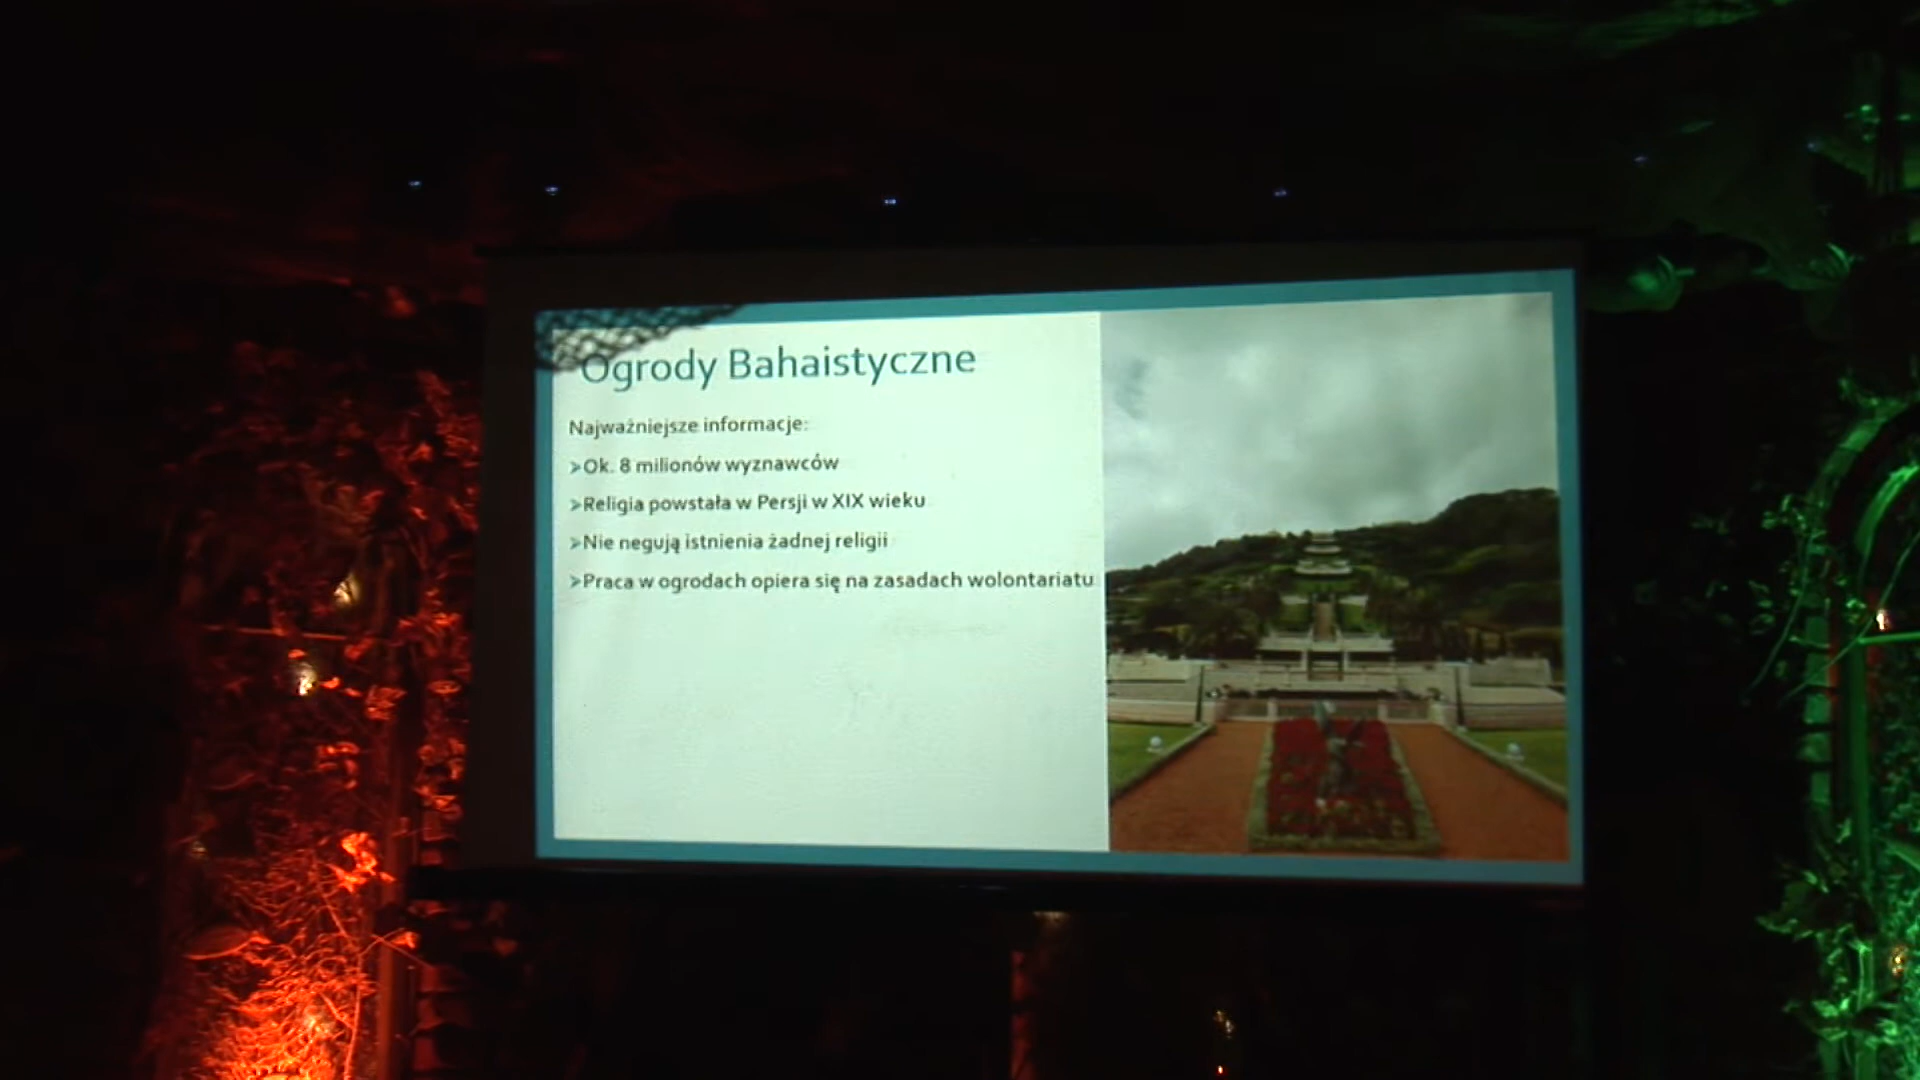 Ogrody Bahaistyczne
Najważniejsze informacje:
➢Ok. 8 milionów wyznawców
➢Religia powstała w Persji w XIX wieku
➢Nie negują istnienia żadnej religii
➢Praca w ogrodach opiera się na zasadach wolontariatu